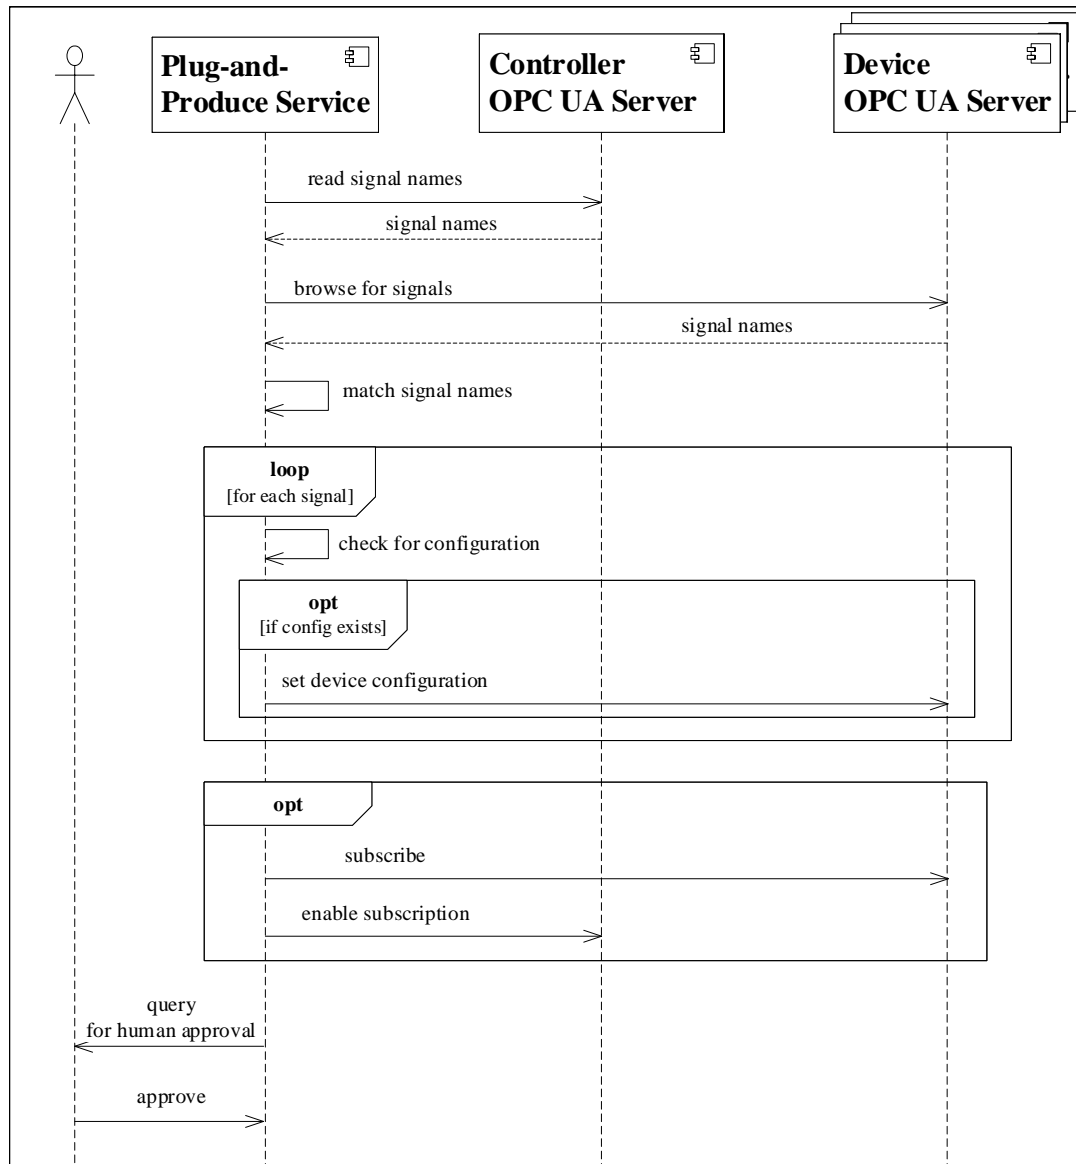 Plug-and-
Produce Service
Controller
OPC UA Server
Device
OPC UA Server
read signal names
signal names
browse for signals
signal names
match signal names
loop
[for each signal]
check for configuration
opt
[if config exists]
set device configuration
opt
subscribe
enable subscription
query
for human approval
approve